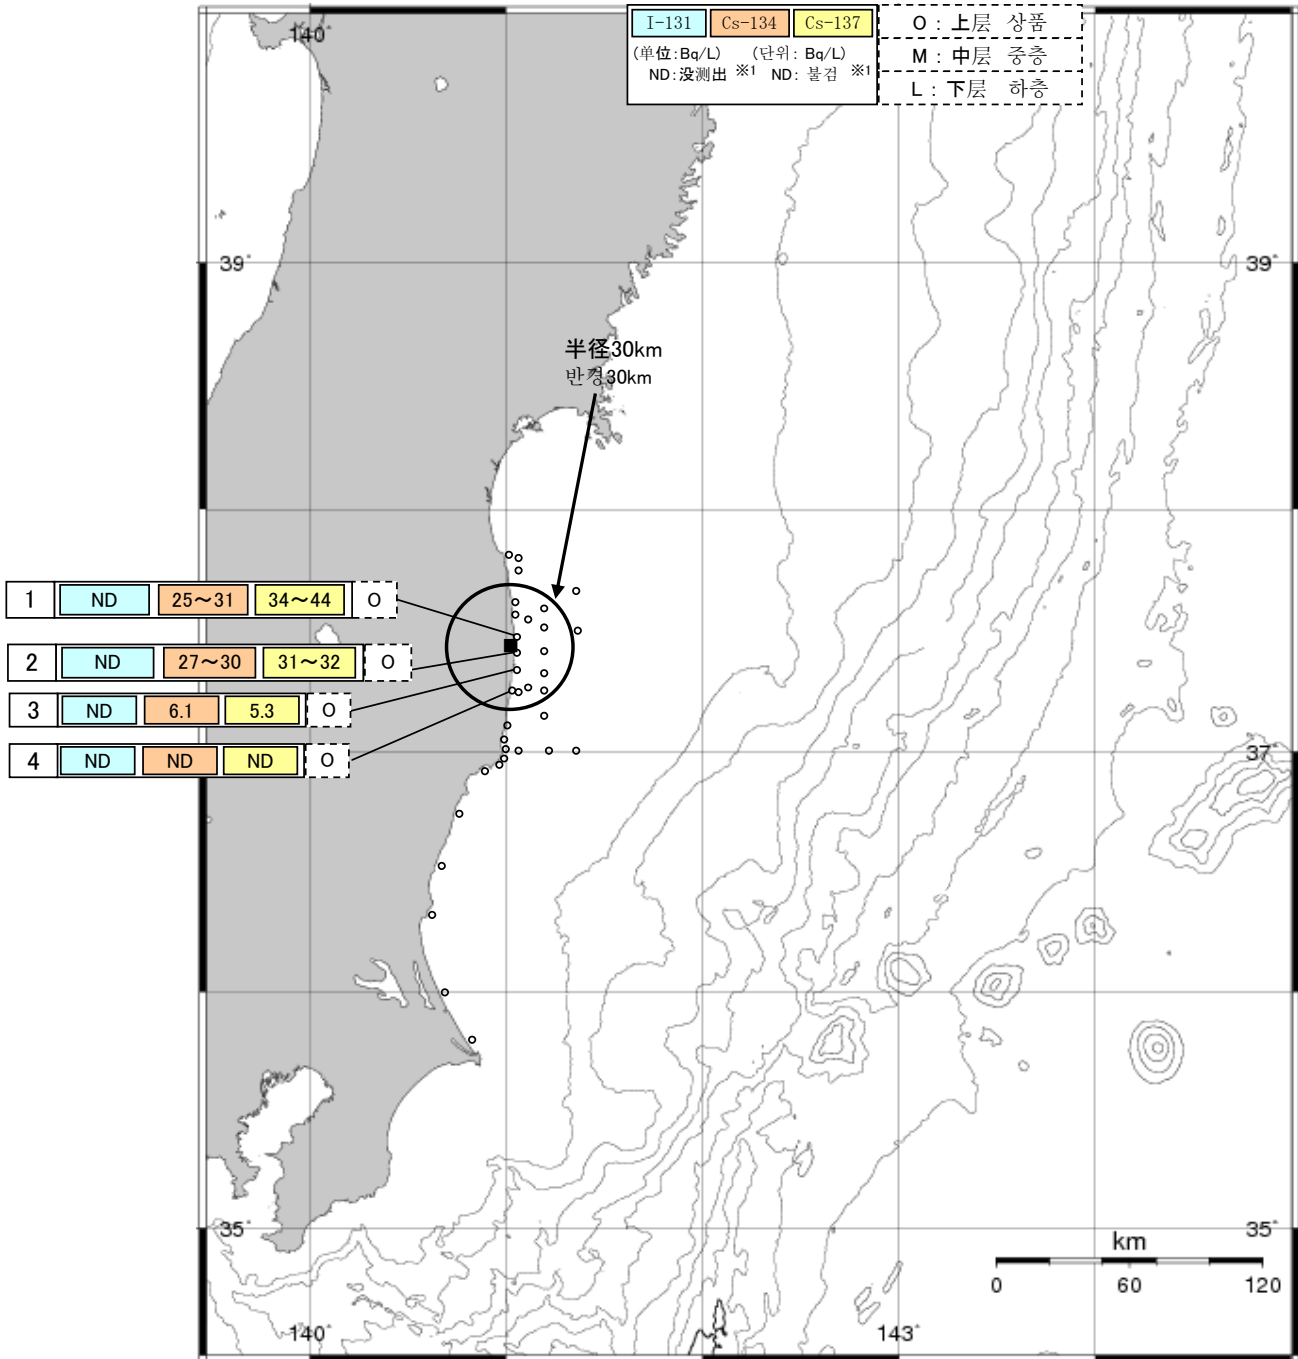 140°
I-131 Cs-134 Cs-137
(単位:Bq/L) (단위: Bq/L)
ND:没測出 ※1 ND: 불검 ※1
O : 上层 상품
M : 中层 중층
L : 下层 하층
39° 39°
半径30km
반경30km
1 ND 25～31 34～44 O
2 ND 27～30 31～32 O
3 ND 6.1 5.3 O
4 ND ND ND O
37°
35° 35°
km
0 60 120
140° 143°